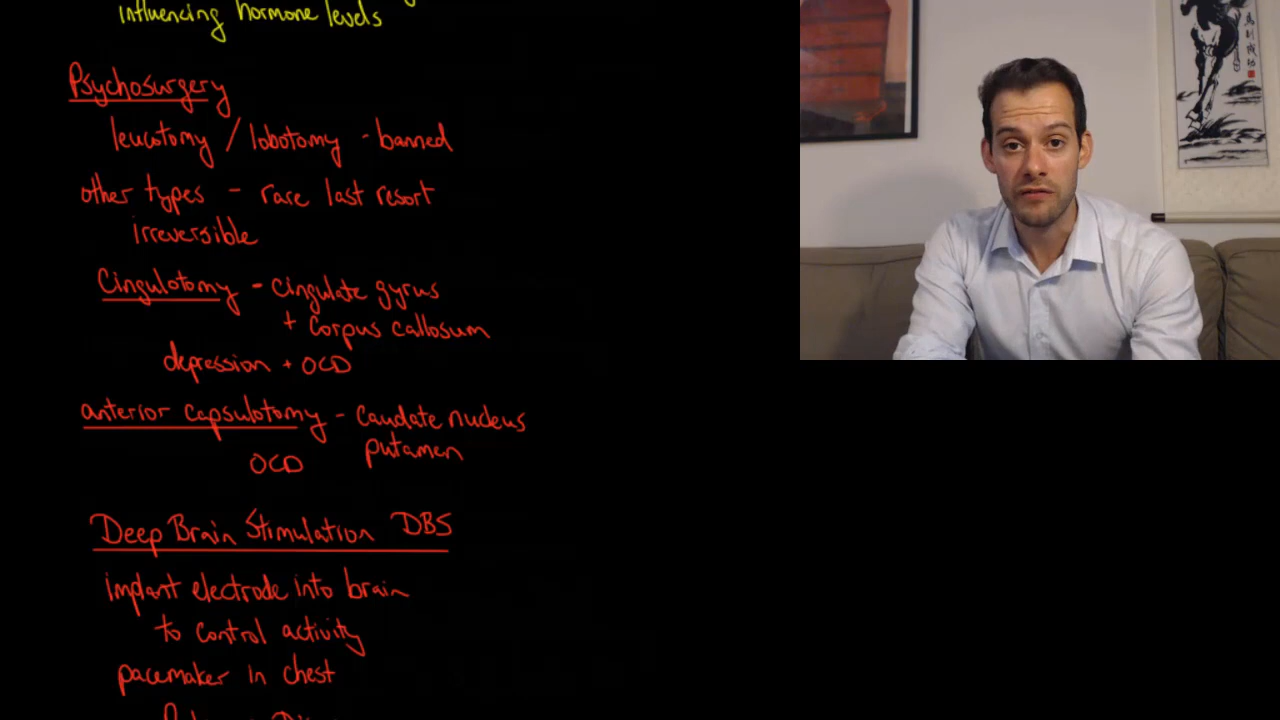 influencing hormone levels
Psychosurgery
leucotomy / lobotomy - banned
other types - rare last resort
irreversible
Cingulotomy - cingulate gyrus
+ corpus callosum
depression + OCD
anterior capsulotomy - caudate nucleus
putamen
OCD
Deep Brain Stimulation DBS
implant electrode into brain
to control activity
pacemaker in chest